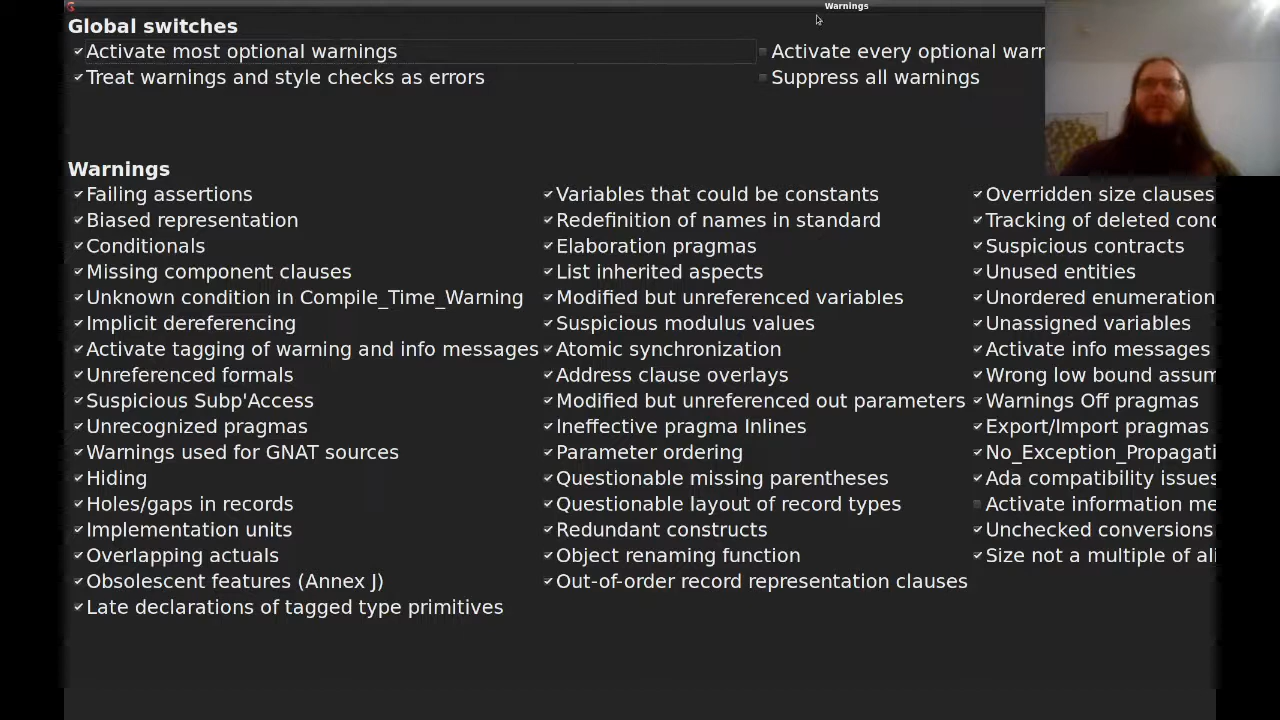 Warnings
Global switches
Activate most optional warnings
Activate every optional
Treat warnings and style checks as errors
Suppress all warnings
Warnings
Failing assertions
Variables that could be constants
Overridden size clauses
Biased representation
Redefinition of names in standard
Tracking of deleted
Conditionals
Elaboration pragmas
Suspicious contracts
Missing component clauses
List inherited aspects
Unused entities
Unknown condition in Compile_Time_Warning
Modified but unreferenced variables
Unordered enumeration
Implicit dereferencing
Suspicious modulus values
Unassigned variables
Activate tagging of warning and info messages
Atomic synchronization
Activate info messages
Unreferenced formals
Address clause overlays
Wrong low bound
Suspicious Subp'Access
Modified but unreferenced out parameters
Warnings Off pragmas
Unrecognized pragmas
Ineffective pragma Inlines
Export/Import pragmas
Warnings used for GNAT sources
Parameter ordering
No_Exception_Propagati
Hiding
Questionable missing parentheses
Ada compatibility issues
Holes/gaps in records
Questionable layout of record types
Activate information
Implementation units
Redundant constructs
Unchecked conversions
Overlapping actuals
Object renaming function
Size not a multiple of
Obsolescent features (Annex J)
Out-of-order record representation clauses
Late declarations of tagged type primitives